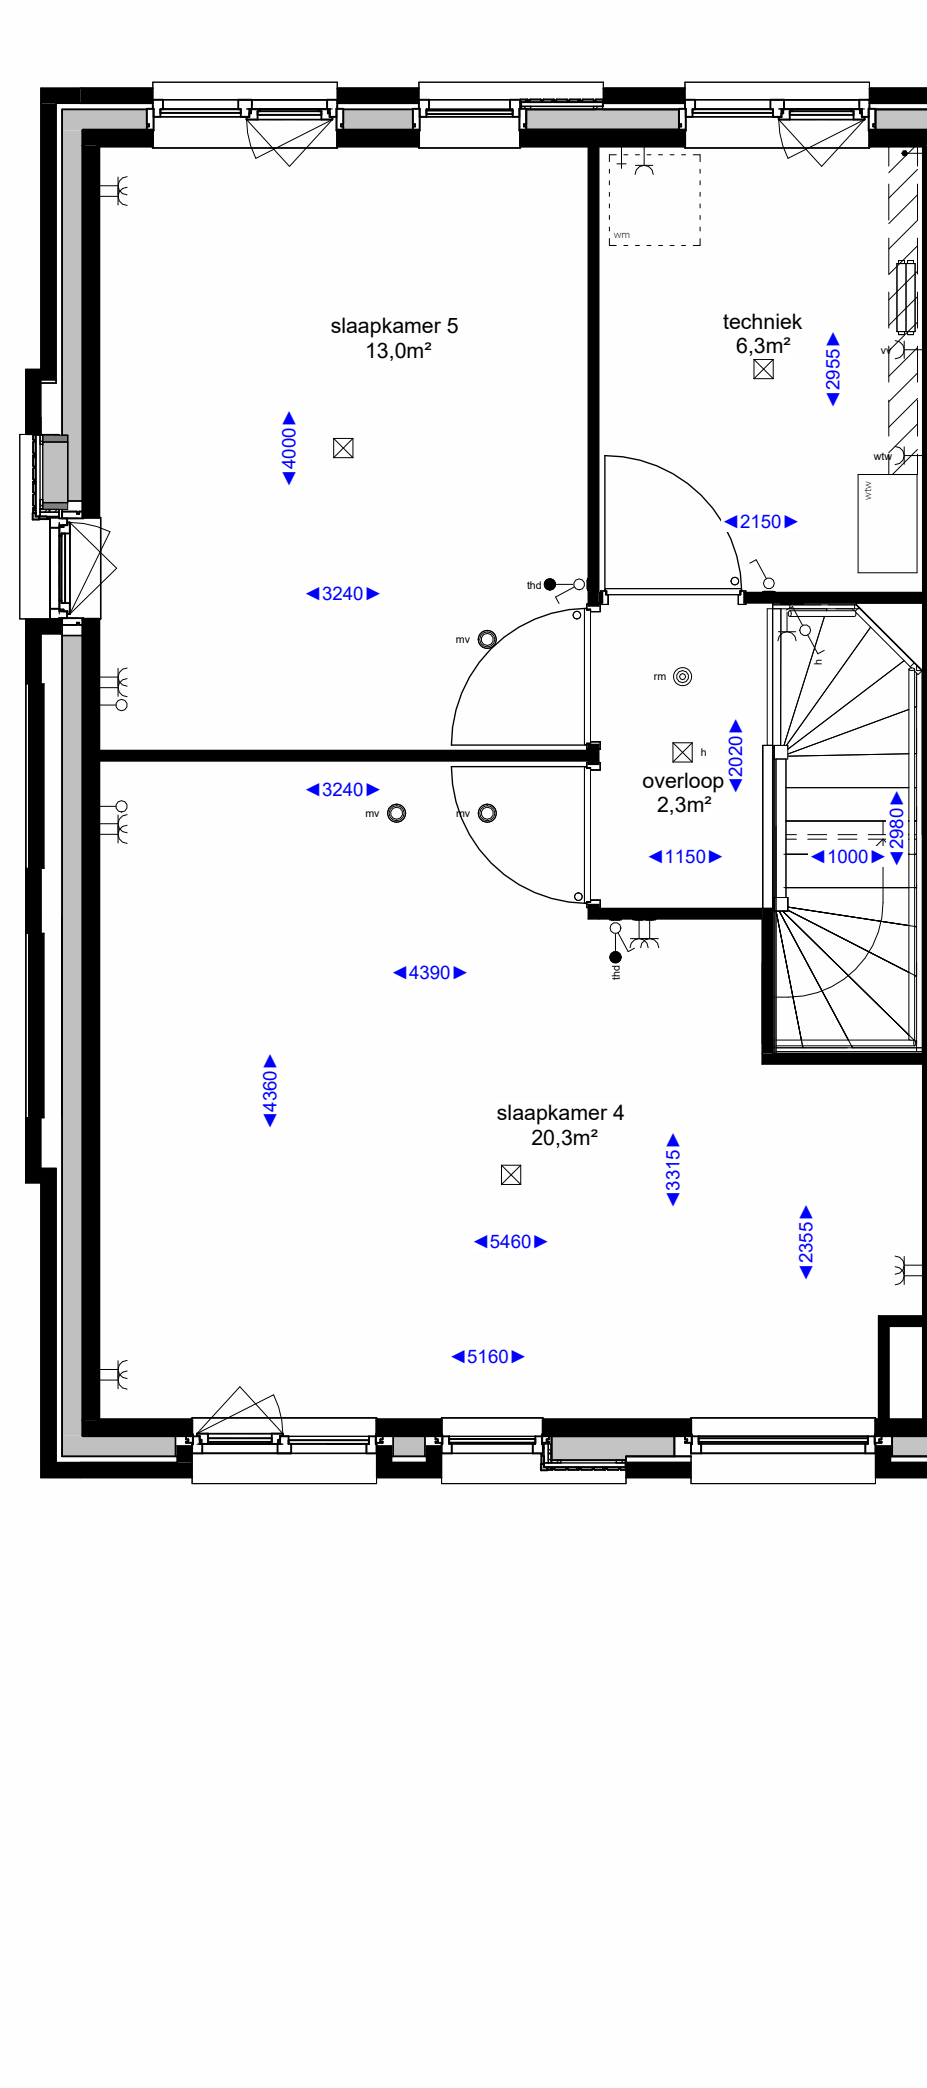 wm
slaapkamer 5
13,0m²
techniek
6,3m²
2955
vv
4000
wtw
wtw
2150
thd
3240
mv
rm
h
h
2020
overloop
2,3m²
3240
mv
mv
2980
1150
1000
thd
4390
4360
slaapkamer 4
20,3m²
3315
2355
5460
5160